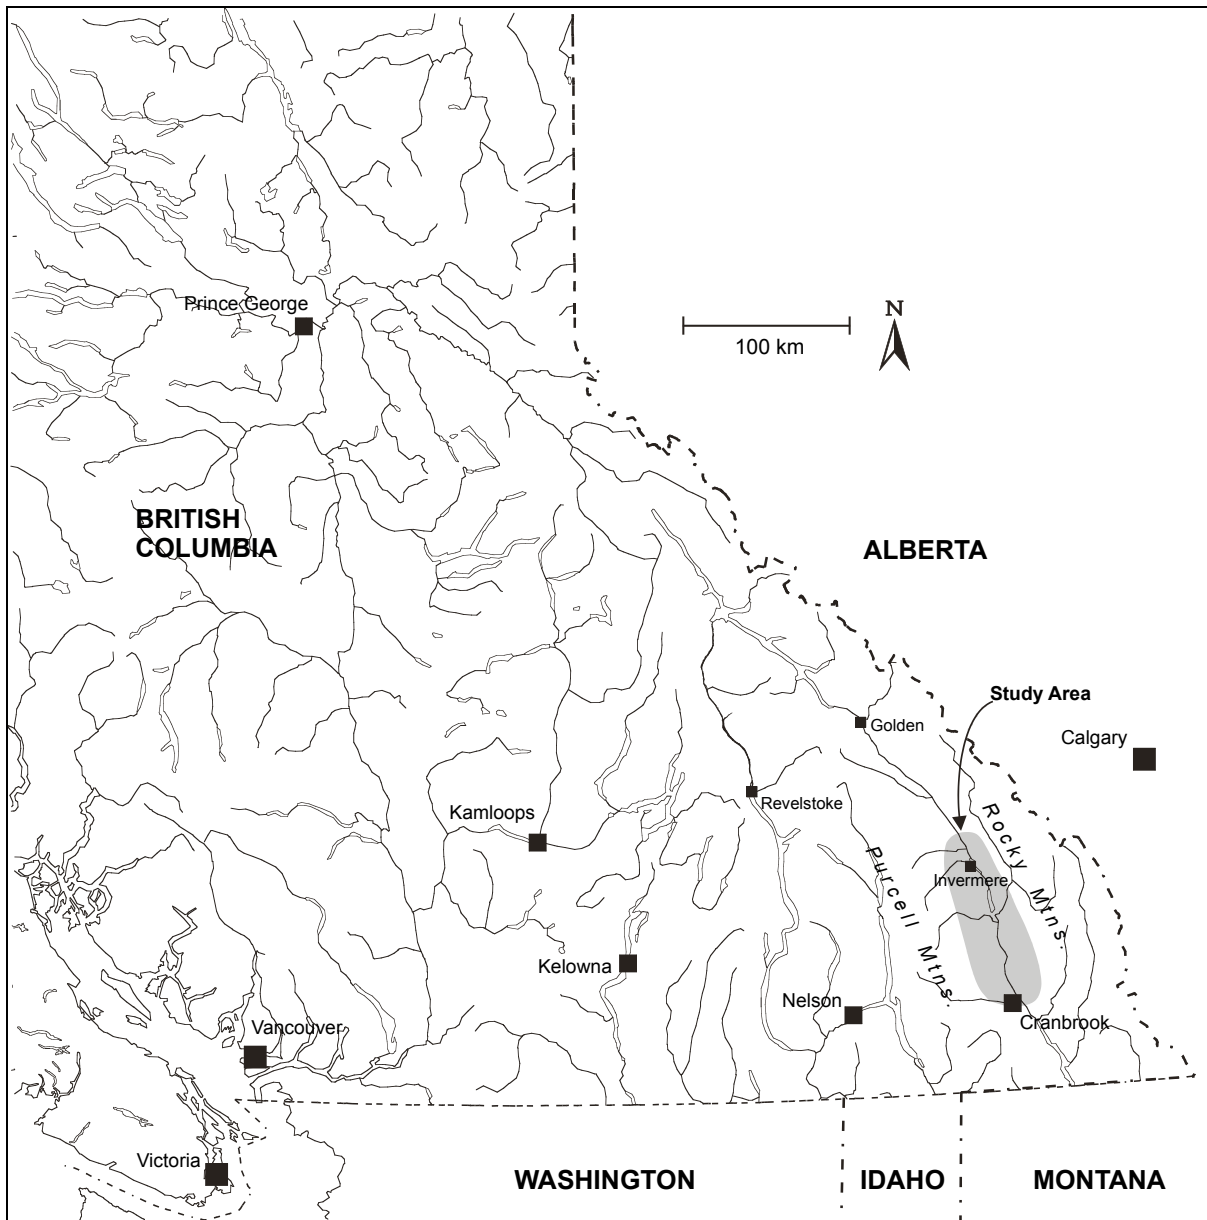 Prince George
N
100 km
BRITISH
COLUMBIA
ALBERTA
Study Area
Golden
Calgary
Revelstoke
Rocky Mtns.
Kamloops
Purcell Mtns.
Invermere
Kelowna
Nelson
Cranbrook
Vancouver
Victoria
WASHINGTON
IDAHO
MONTANA